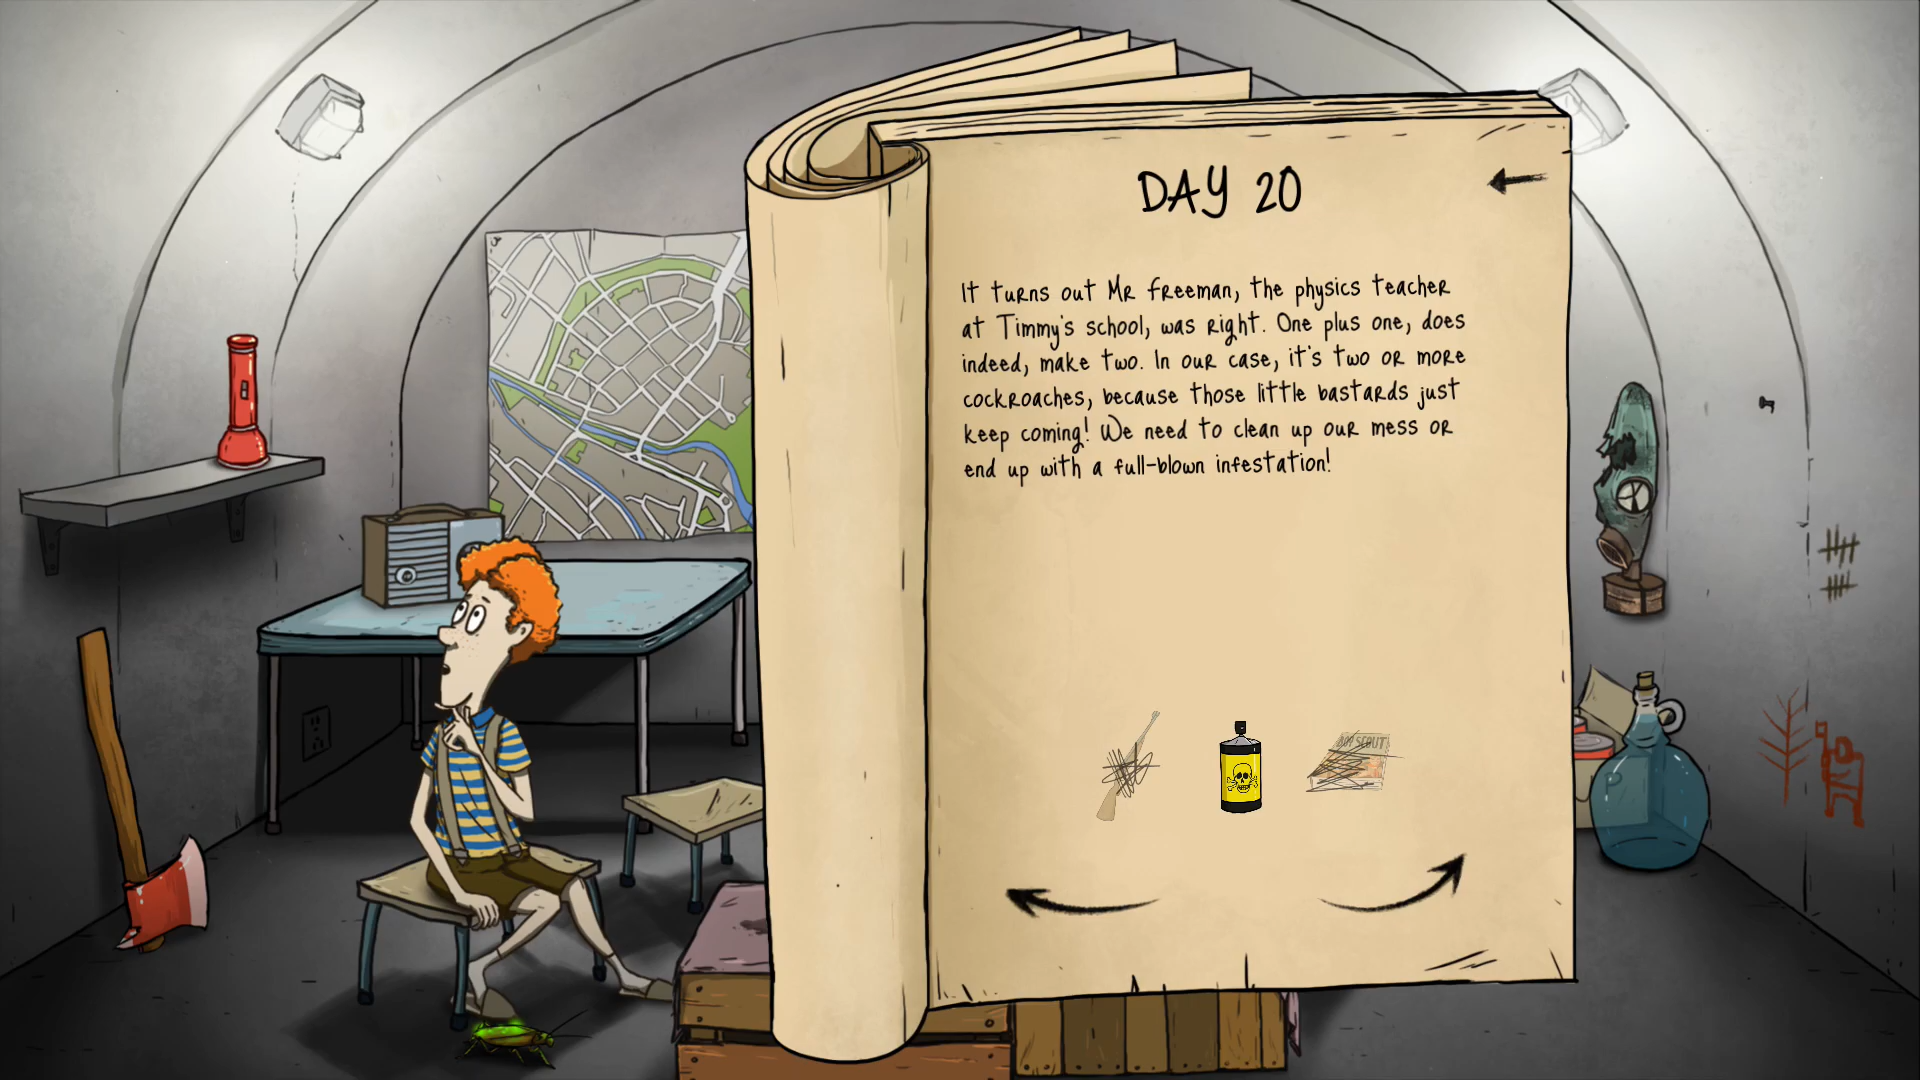 DAY 20
It turns out Mr Freeman, the physics teacher
at Timmy's school, was right. One plus one, does
indeed, make two. In our case, it's two or more
cockroaches, because those little bastards just
keep coming! We need to clean up our mess or
end up with a full-blown infestation!
BOY SCOUT